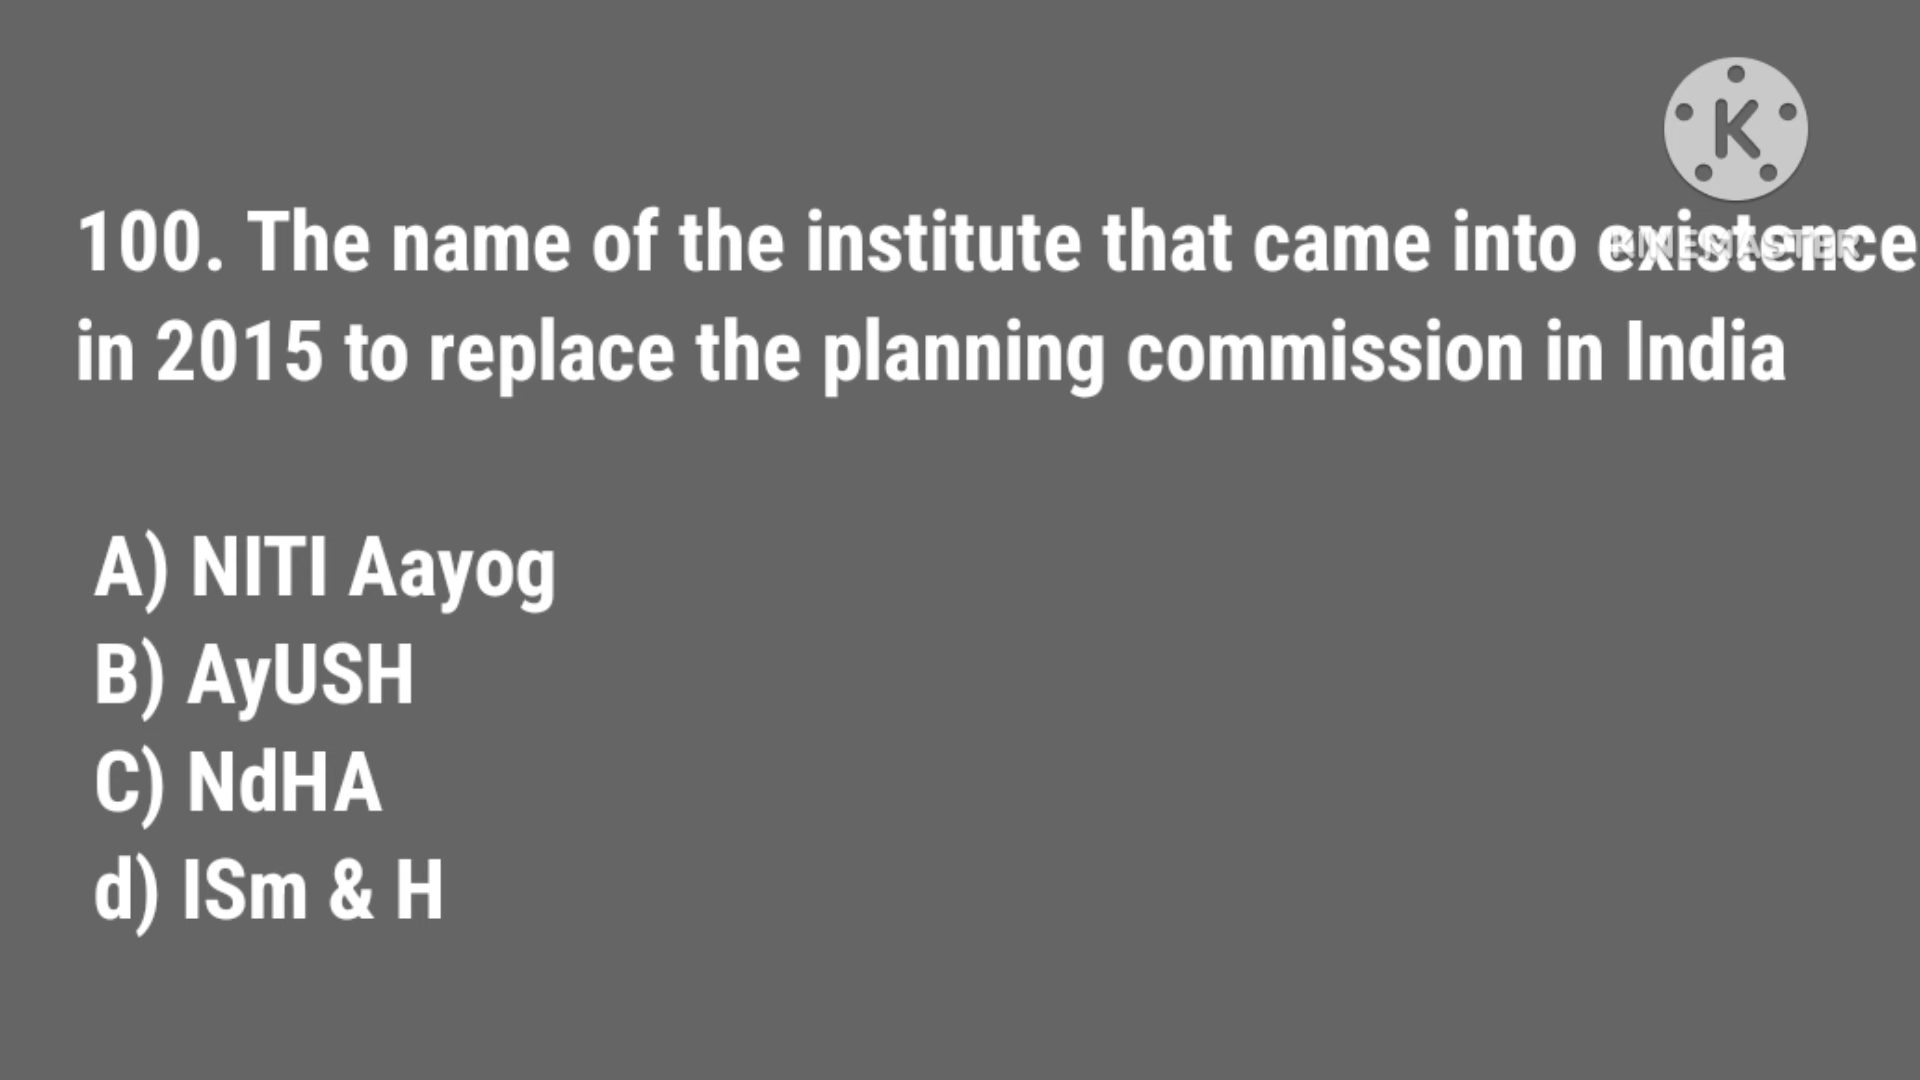 K
KINEMASTER
100. The name of the institute that came into existence
in 2015 to replace the planning commission in India
A) NITI Aayog
B) AyUSH
C) NdHA
d) ISm & H